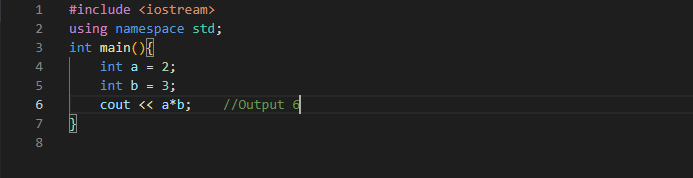 1 #include <iostream>
2 using namespace std;
3 int main(){
4     int a = 2;
5     int b = 3;
6     cout << a*b;    //Output 6
7 }
8